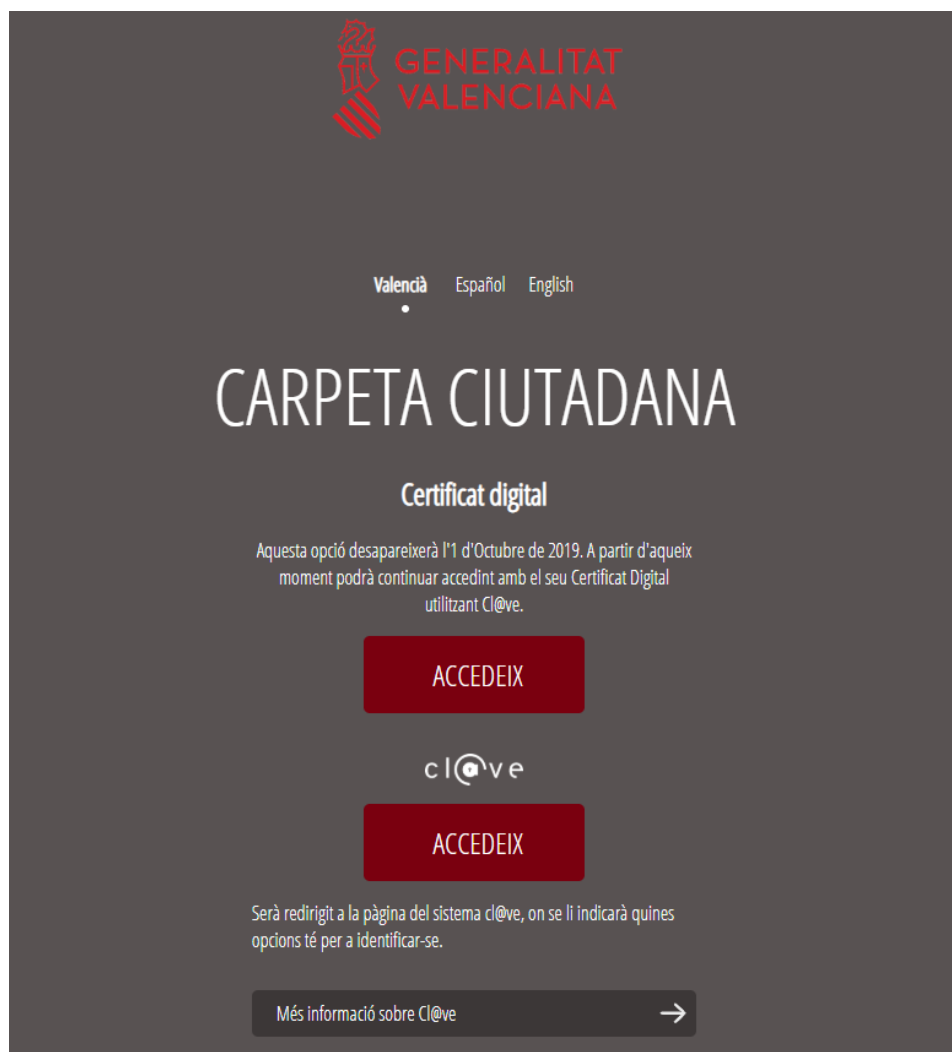 GENERALITAT
VALENCIANA
Valencià Español English
CARPETA CIUTADANA
Certificat digital
Aquesta opció desapareixerà l'1 d'Octubre de 2019. A partir d'aqueix
moment podrà continuar accedint amb el seu Certificat Digital
utilitzant Cl@ve.
ACCEDEIX
cl@ve
ACCEDEIX
Serà redirigit a la pàgina del sistema cl@ve, on se li indicarà quines
opcions té per a identificar-se.
Més informació sobre Cl@ve